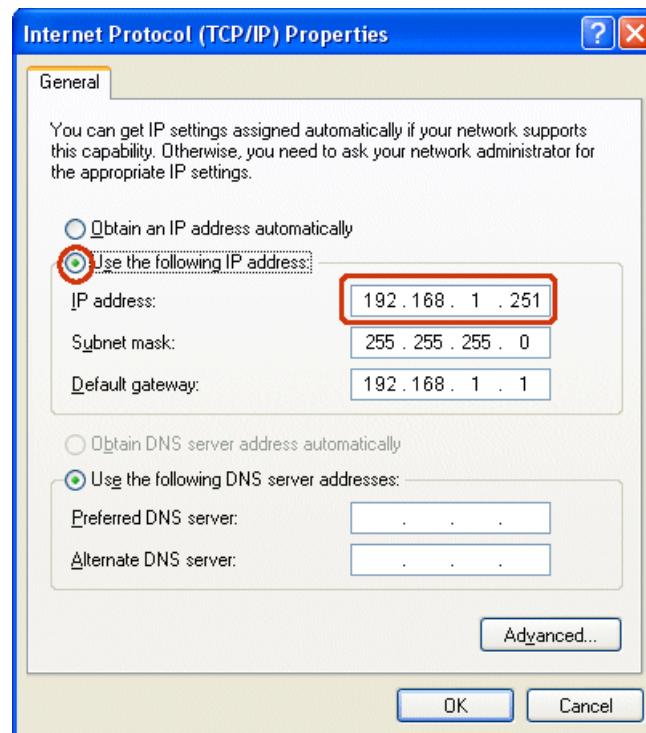 Internet Protocol (TCP/IP) Properties
General
You can get IP settings assigned automatically if your network supports
this capability. Otherwise, you need to ask your network administrator for
the appropriate IP settings.
Obtain an IP address automatically
Use the following IP address:
IP address: 192 . 168 . 1 . 251
Subnet mask: 255 . 255 . 255 . 0
Default gateway: 192 . 168 . 1 . 1
Obtain DNS server address automatically
Use the following DNS server addresses:
Preferred DNS server: . . .
Alternate DNS server: . . .
Advanced...
OK Cancel